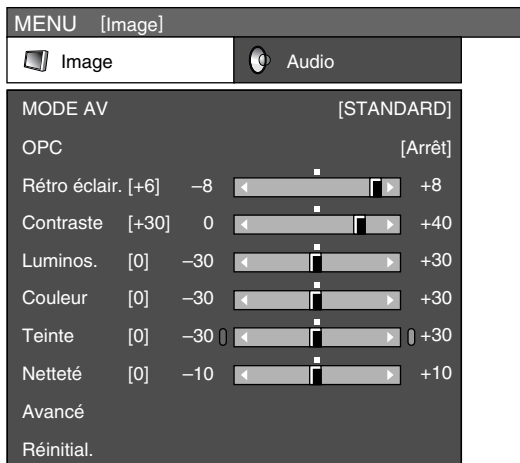 MENU [Image]
Image Audio
MODE AV [STANDARD]
OPC [Arrêt]
Rétro éclair. [+6] –8 +8
Contraste [+30] 0 +40
Luminos. [0] –30 +30
Couleur [0] –30 +30
Teinte [0] –30 +30
Netteté [0] –10 +10
Avancé
Réinitial.